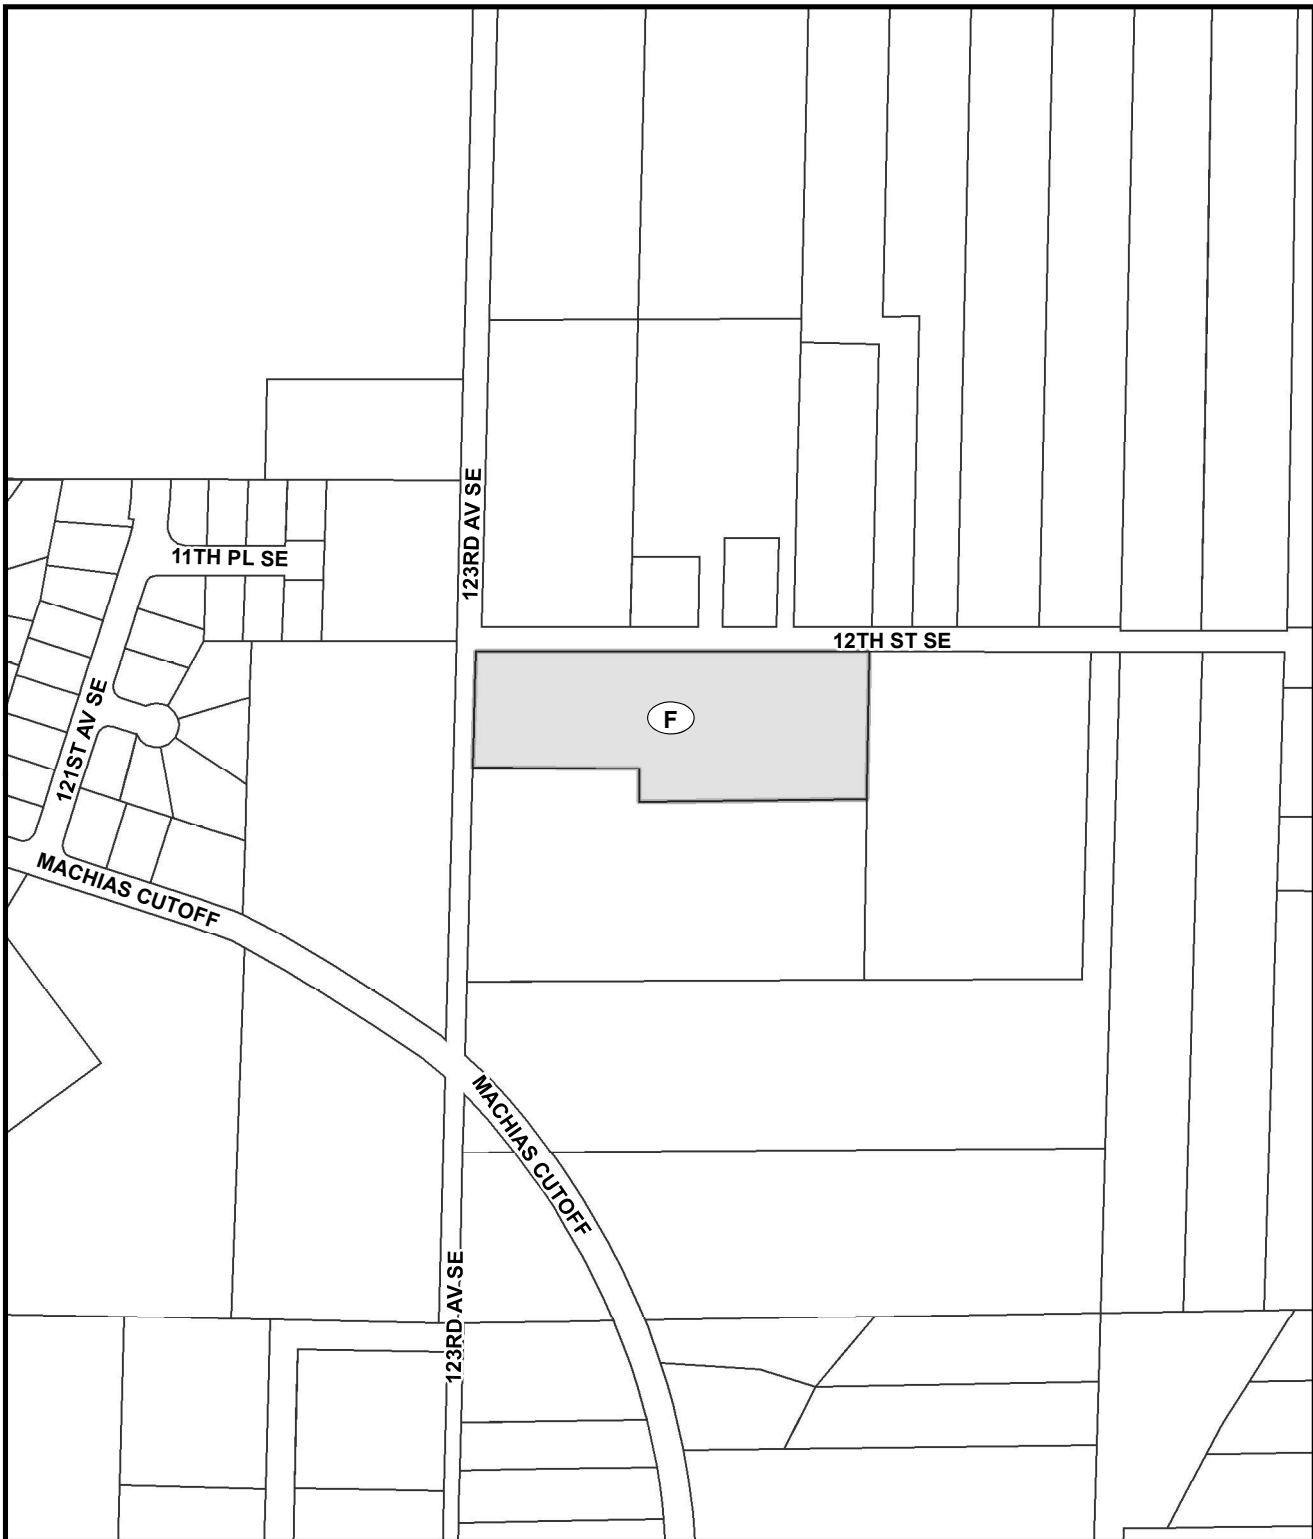 123RD AV SE
11TH PL SE
12TH ST SE
F
121ST AV SE
MACHIAS CUTOFF
MACHIAS CUTOFF
123RD AV SE